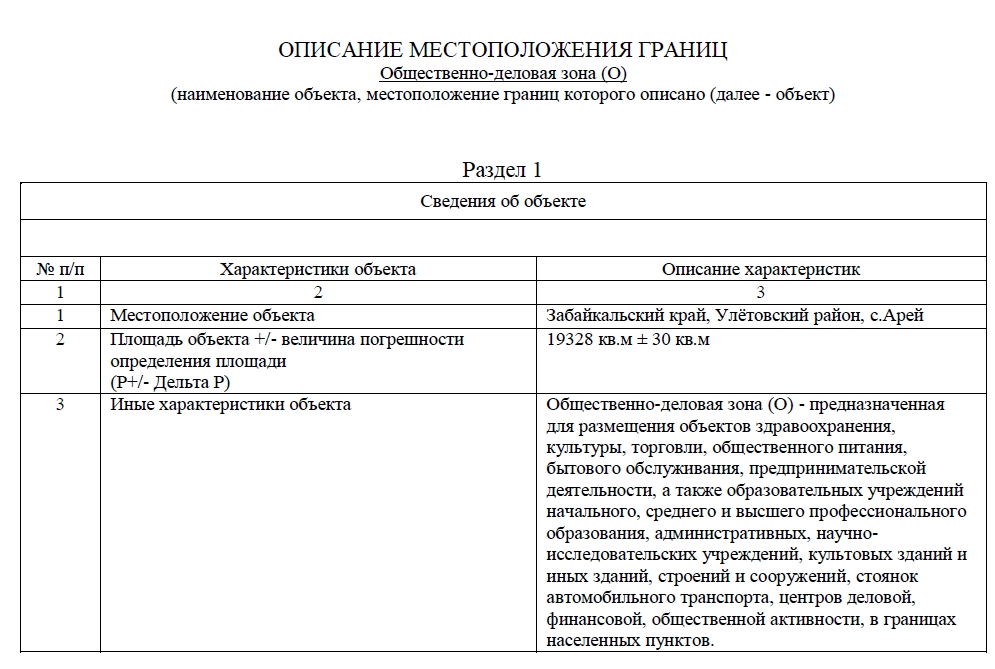 ОПИСАНИЕ МЕСТОПОЛОЖЕНИЯ ГРАНИЦ
Общественно-деловая зона (О)
(наименование объекта, местоположение границ которого описано (далее - объект)
Раздел 1
Сведения об объекте
№ п/п Характеристики объекта Описание характеристик
1 2 3
1 Местоположение объекта Забайкальский край, Улётовский район, с.Арей
2 Площадь объекта +/- величина погрешности 19328 кв.м ± 30 кв.м
определения площади
(Р+/- Дельта Р)
3 Иные характеристики объекта Общественно-деловая зона (О) - предназначенная
для размещения объектов здравоохранения,
культуры, торговли, общественного питания,
бытового обслуживания, предпринимательской
деятельности, а также образовательных учреждений
начального, среднего и высшего профессионального
образования, административных, научно-
исследовательских учреждений, культовых зданий и
иных зданий, строений и сооружений, стоянок
автомобильного транспорта, центров деловой,
финансовой, общественной активности, в границах
населенных пунктов.